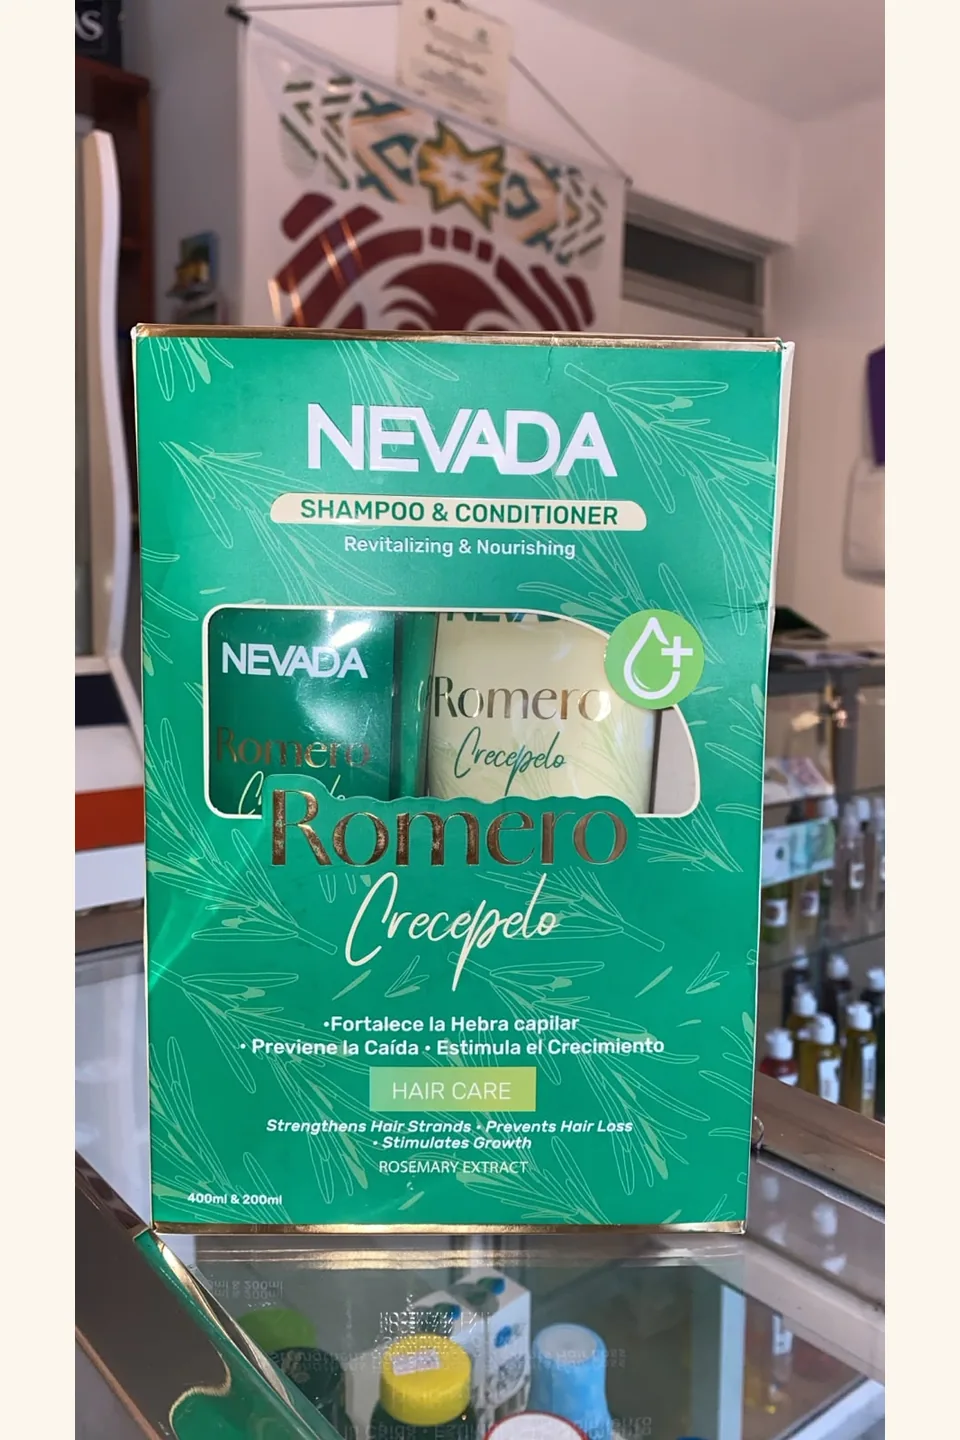 AS
NEVADA
SHAMPOO & CONDITIONER
Revitalizing & Nourishing
NEVADA
Romero
Romero
Crecepelo
Romero
Crecepelo
•Fortalece la Hebra capilar
• Previene la Caída • Estimula el Crecimiento
HAIR CARE
Strengthens Hair Strands • Prevents Hair Loss
• Stimulates Growth
ROSEMARY EXTRACT
400ml & 200ml